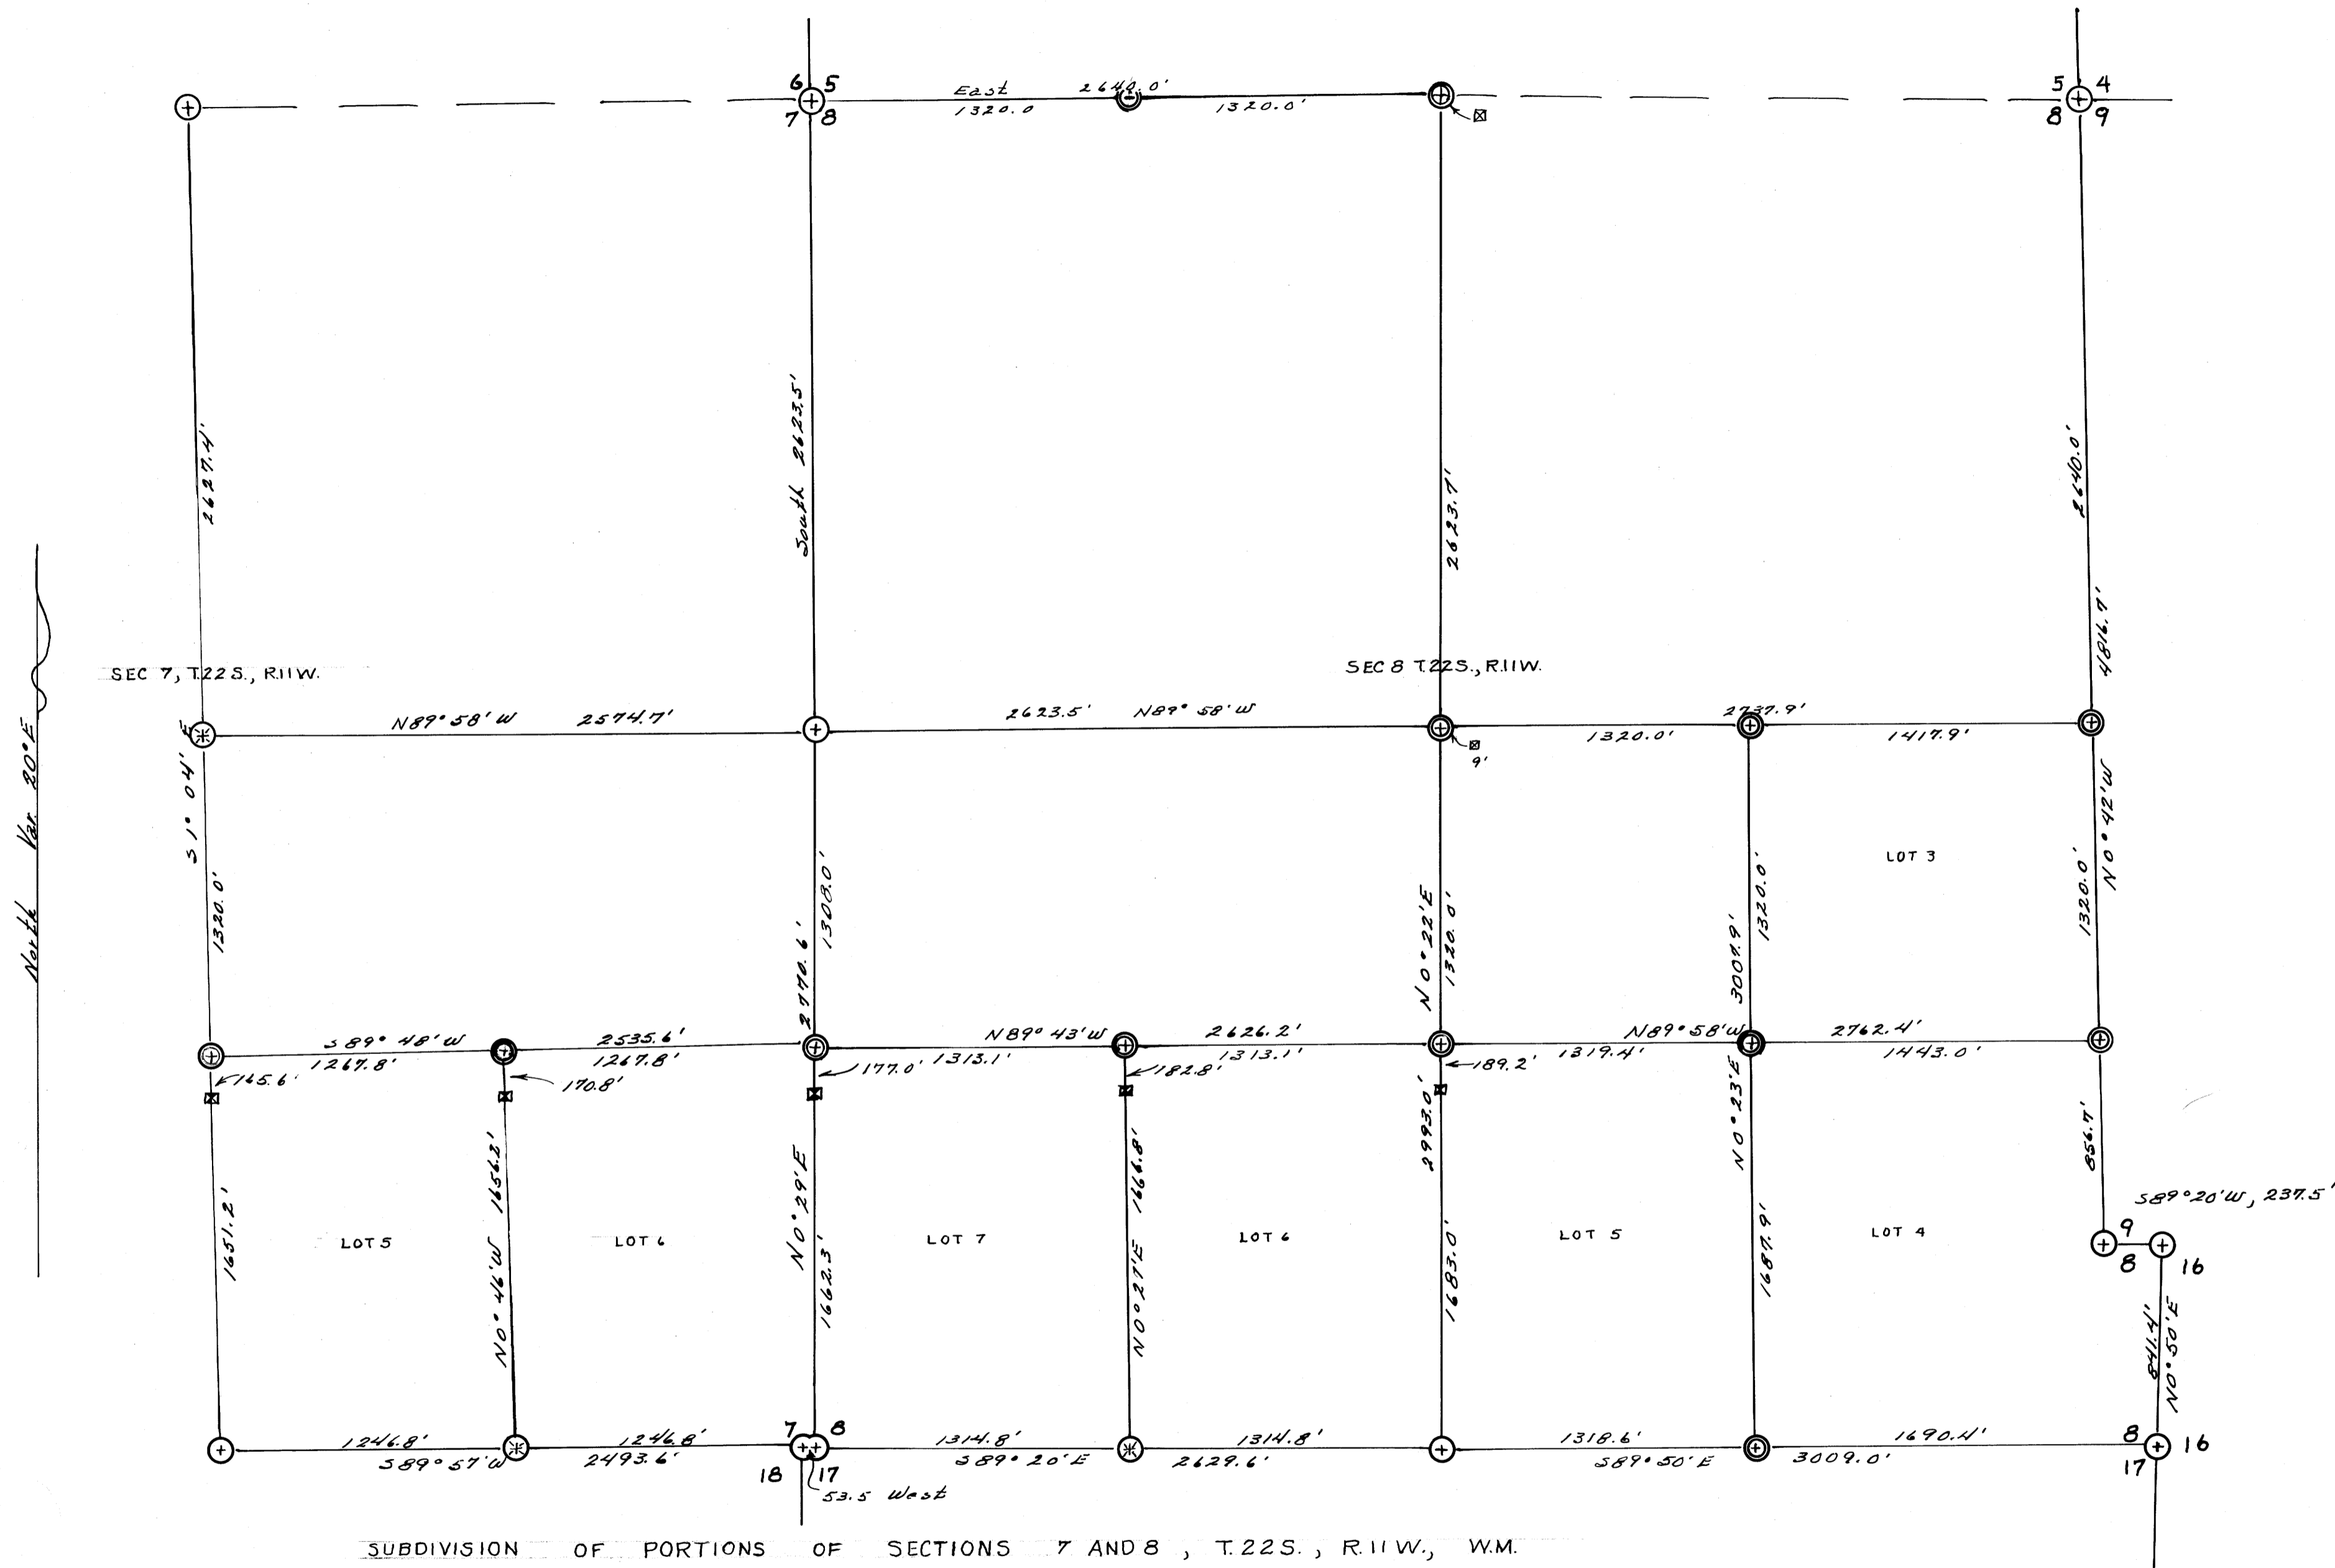 6 5
7 8
East 2640.0'
1320.0 1320.0'
5 4
8 9
2627.4'
South 2623.5'
2623.7'
2640.0'
4816.7'
SEC 7, T.22S., R.11W.
SEC 8 T.22S., R.11W.
North Var. 20°E
S 1° 04' E
N89°58'W 2574.7'
2623.5' N89°58'W
2737.9'
1320.0' 1417.9'
9'
N0°42'W
LOT 3
1320.0'
1308.0'
2770.6'
N0°22'E
1320.0'
1320.0'
3007.9'
1320.0'
S89°48'W 2535.6'
1267.8' 1267.8'
N89°43'W 2626.2'
1313.1' 1313.1'
N89°58'W 2762.4'
1319.4' 1443.0'
165.6'
170.8'
177.0'
182.8'
189.2'
2993.0'
N0°23'E
856.7'
S89°20'W, 237.5'
9
8 16
1651.2'
LOT 5
N0°46'W 1656.2'
LOT 6
N0°29'E
1662.3'
LOT 7
N0°27'E 1666.8'
LOT 6
1683.0'
LOT 5
1687.9'
LOT 4
841.4'
N0°50'E
1246.8' 1246.8'
S89°57'W 2493.6'
7 8
18 17
53.5 West
1314.8' 1314.8'
S89°20'E 2629.6'
1318.6' 1690.4'
S89°50'E 3009.0'
8 16
17
SUBDIVISION OF PORTIONS OF SECTIONS 7 AND 8, T.22S., R.11W., W.M.